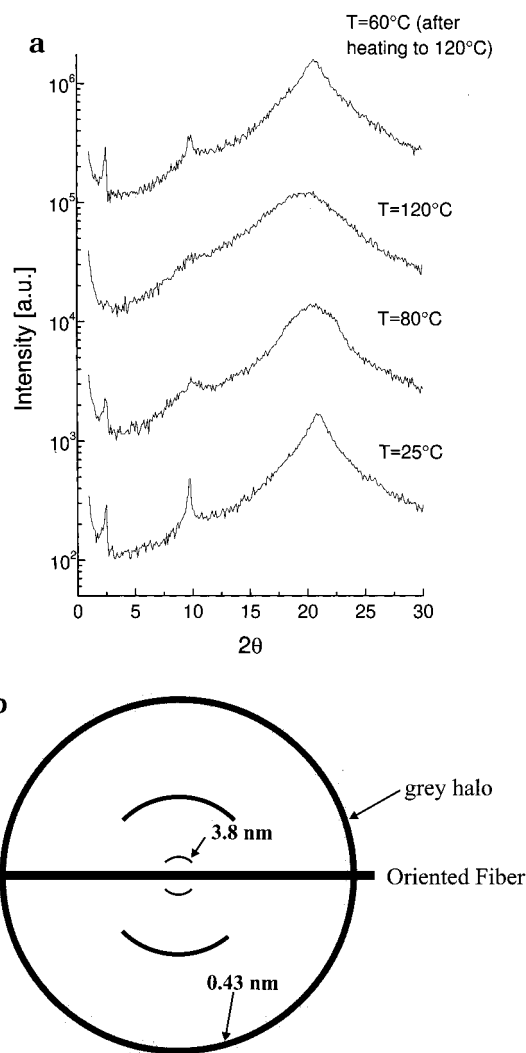 a
T=60°C (after
heating to 120°C)
10⁶
10⁵
T=120°C
10⁴
T=80°C
10³
T=25°C
10²
Intensity [a.u.]
0 5 10 15 20 25 30
2θ
grey halo
3.8 nm
Oriented Fiber
0.43 nm